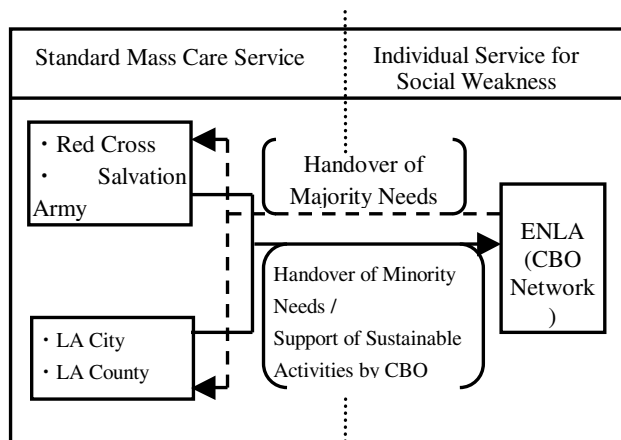 Standard Mass Care Service
Individual Service for
Social Weakness
・Red Cross
・ Salvation
Army
Handover of
Majority Needs
ENLA
(CBO
Network
)
Handover of Minority
Needs /
Support of Sustainable
Activities by CBO
・LA City
・LA County